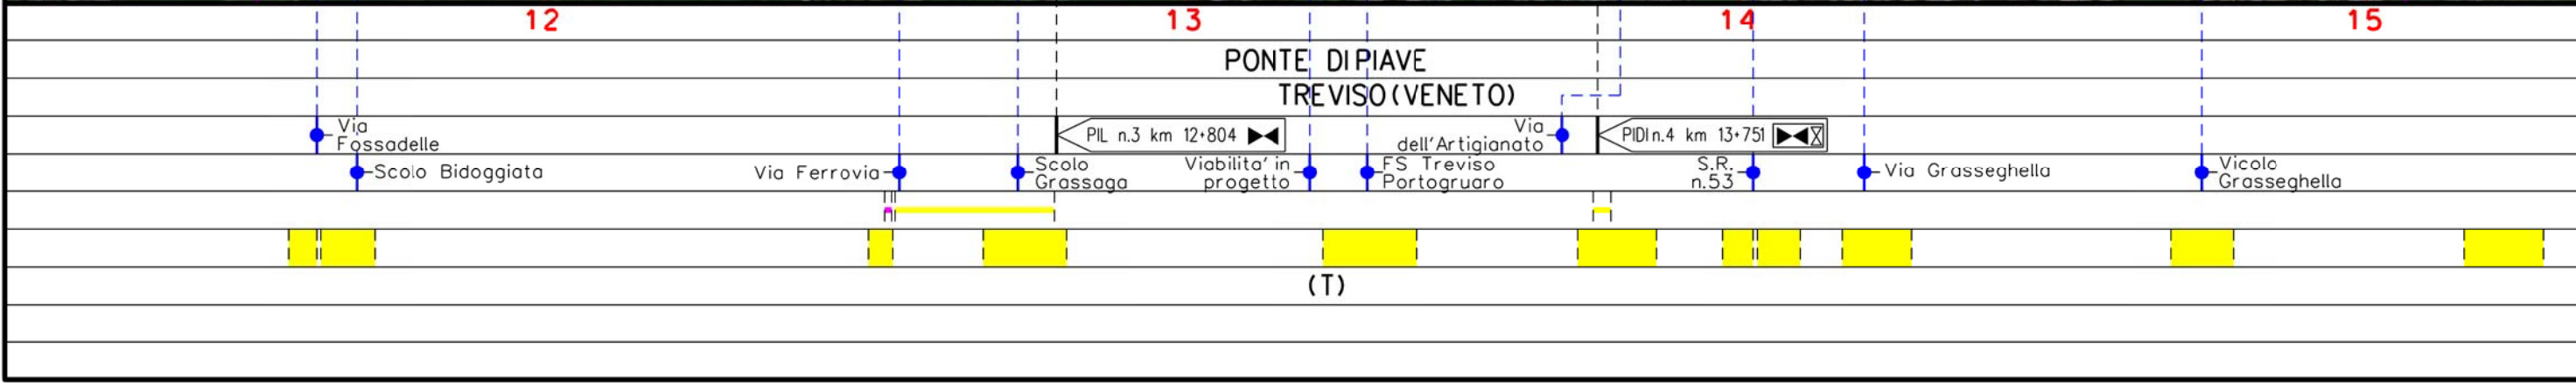 12 13 14 15
PONTE DI PIAVE
TREVISO (VENETO)
Via
Fossadelle
PIL n.3 km 12+804
Via
dell'Artigianato
PIDI n.4 km 13+751
Scolo Bidoggiata
Via Ferrovia
Scolo
Grassaga
Viabilita' in
progetto
FS Treviso
Portogruaro
S.R.
n.53
Via Grasseghella
Vicolo
Grasseghella
(T)